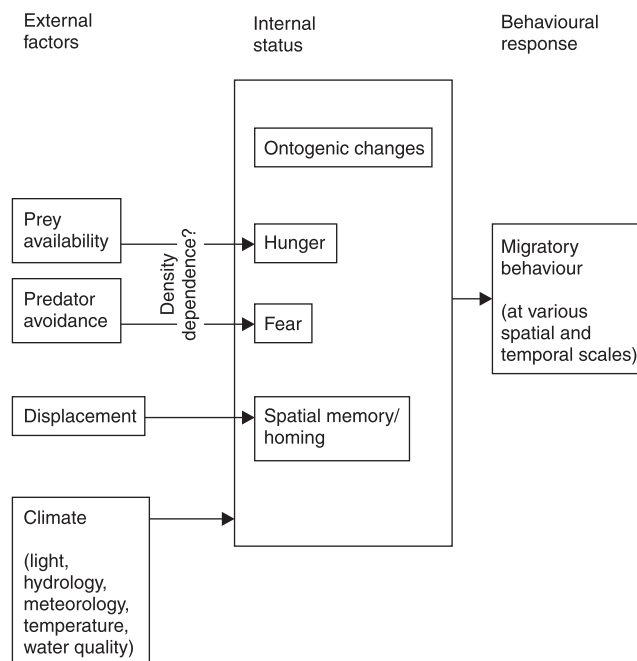 External
factors
Internal
status
Behavioural
response
Ontogenic changes
Prey
availability
Density
dependence?
Hunger
Migratory
behaviour
(at various
spatial and
temporal scales)
Predator
avoidance
Fear
Displacement
Spatial memory/
homing
Climate
(light,
hydrology,
meteorology,
temperature,
water quality)